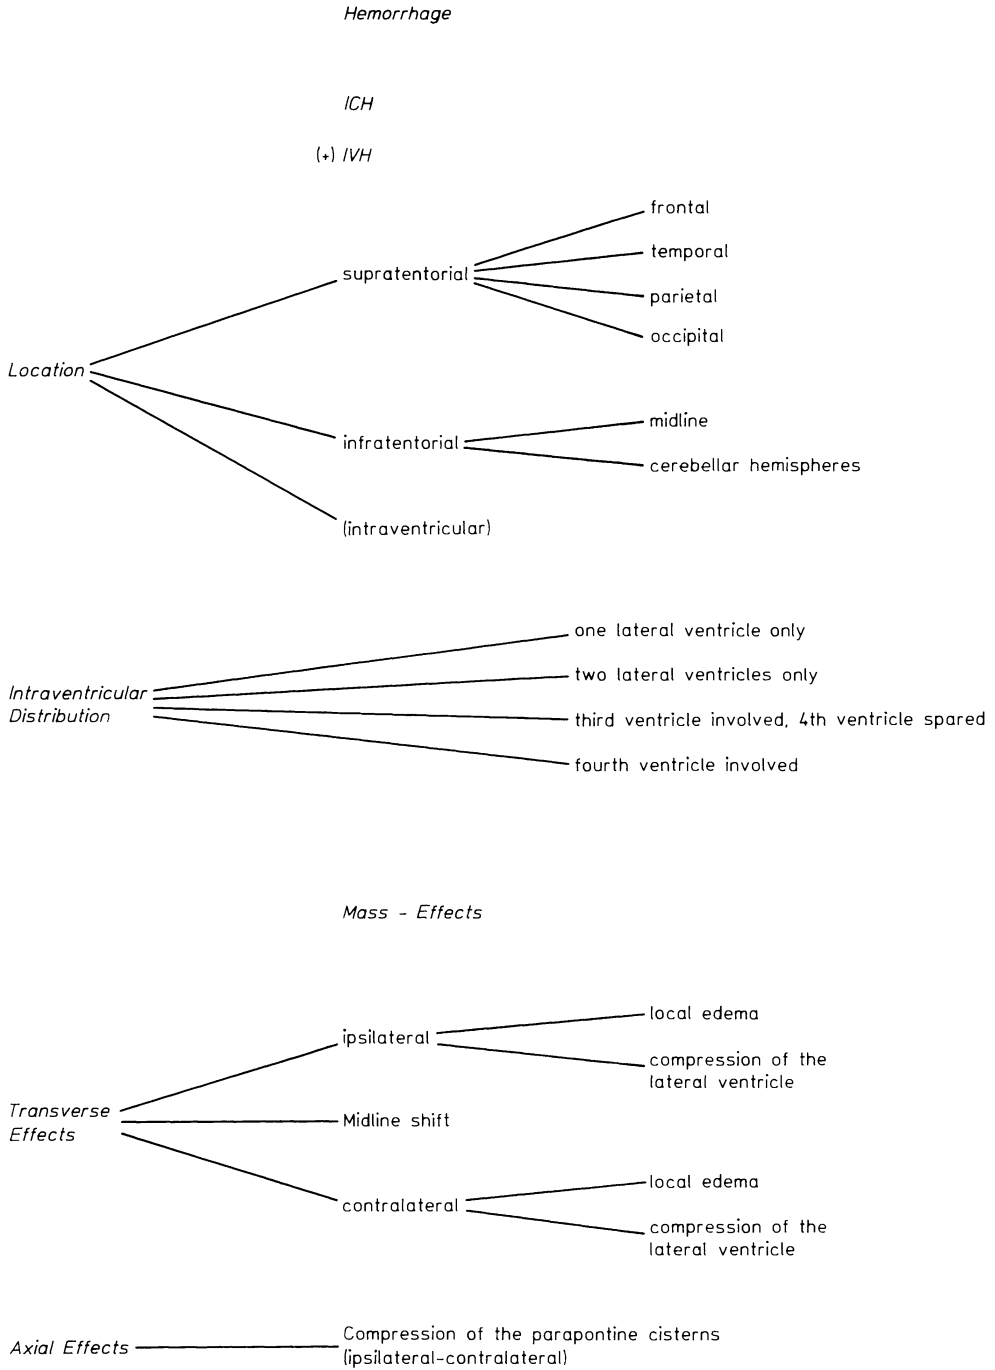 Hemorrhage
ICH
(+) IVH
frontal
temporal
supratentorial
parietal
occipital
Location
midline
infratentorial
cerebellar hemispheres
(intraventricular)
one lateral ventricle only
two lateral ventricles only
Intraventricular
Distribution
third ventricle involved, 4th ventricle spared
fourth ventricle involved
Mass - Effects
local edema
ipsilateral
compression of the
lateral ventricle
Transverse
Effects
Midline shift
local edema
contralateral
compression of the
lateral ventricle
Axial Effects
Compression of the parapontine cisterns
(ipsilateral-contralateral)